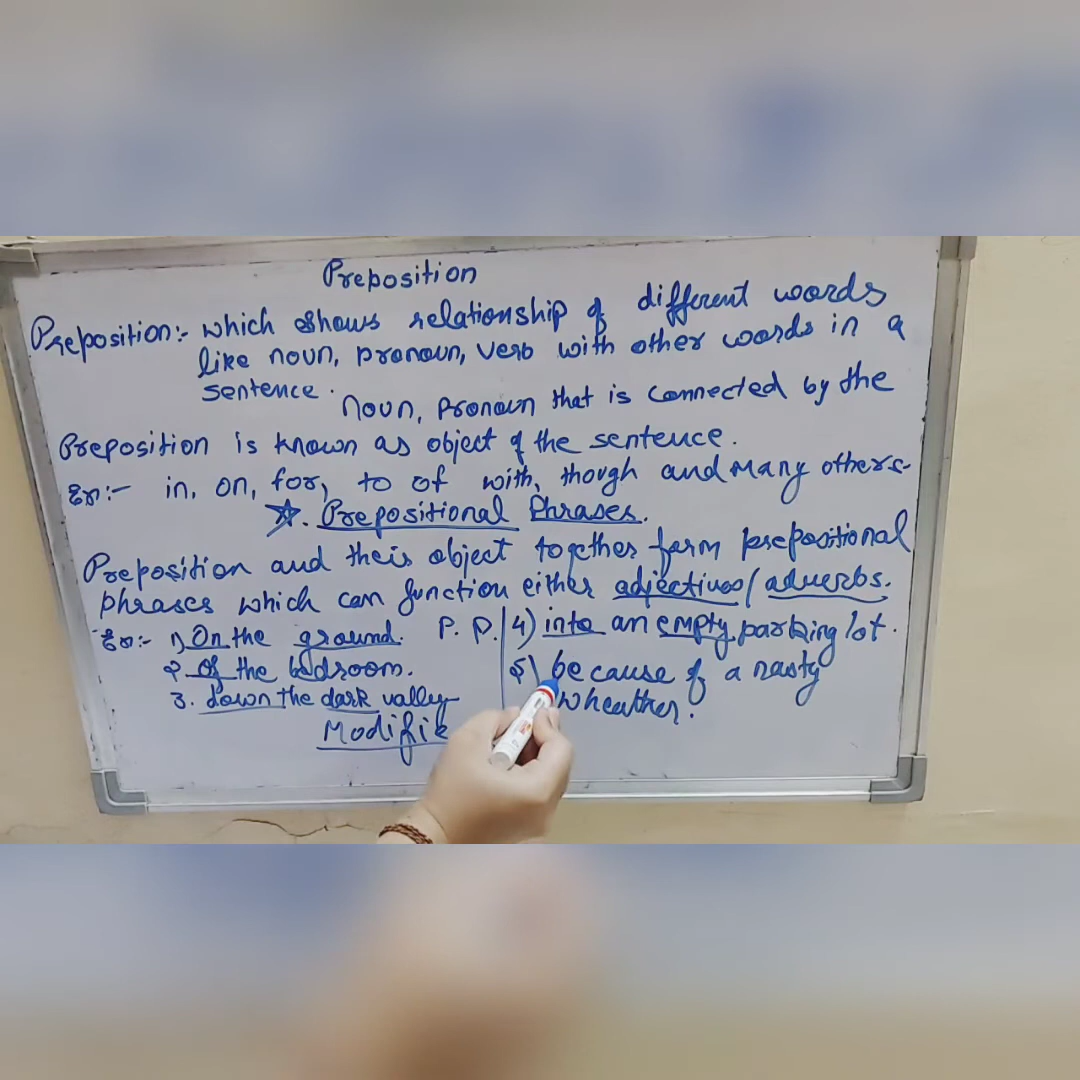 Preposition
Preposition:- which shows relationship of different words
like noun, pronoun, verb with other words in a
sentence.
noun, pronoun that is connected by the
Preposition is known as object of the sentence.
Ex:- in, on, for, to of with, though and many others-
☆. Prepositional Phrases.
Preposition and their object together form prepositional
phrases which can function either adjectives/adverbs.
Ex:- 1) On the ground. P. P.
2 of the bedroom.
3. down the dark valley
Modifie
4) into an empty parking lot.
5) because of a nasty
wheather.